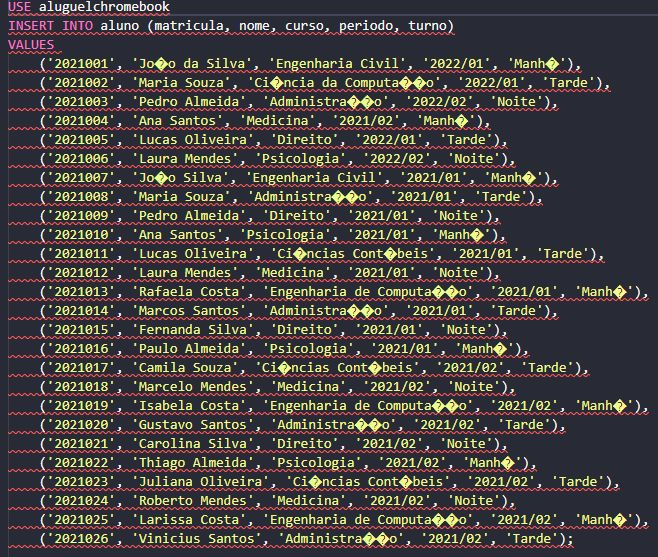 USE aluguelchromebook
INSERT INTO aluno (matricula, nome, curso, periodo, turno)
VALUES
('2021001', 'Jo�o da Silva', 'Engenharia Civil', '2022/01', 'Manh�'),
('2021002', 'Maria Souza', 'Ci�ncia da Computa��o', '2022/01', 'Tarde'),
('2021003', 'Pedro Almeida', 'Administra��o', '2022/02', 'Noite'),
('2021004', 'Ana Santos', 'Medicina', '2021/02', 'Manh�'),
('2021005', 'Lucas Oliveira', 'Direito', '2022/01', 'Tarde'),
('2021006', 'Laura Mendes', 'Psicologia', '2022/02', 'Noite'),
('2021007', 'Jo�o Silva', 'Engenharia Civil', '2021/01', 'Manh�'),
('2021008', 'Maria Souza', 'Administra��o', '2021/01', 'Tarde'),
('2021009', 'Pedro Almeida', 'Direito', '2021/01', 'Noite'),
('2021010', 'Ana Santos', 'Psicologia', '2021/01', 'Manh�'),
('2021011', 'Lucas Oliveira', 'Ci�ncias Cont�beis', '2021/01', 'Tarde'),
('2021012', 'Laura Mendes', 'Medicina', '2021/01', 'Noite'),
('2021013', 'Rafaela Costa', 'Engenharia de Computa��o', '2021/01', 'Manh�'),
('2021014', 'Marcos Santos', 'Administra��o', '2021/01', 'Tarde'),
('2021015', 'Fernanda Silva', 'Direito', '2021/01', 'Noite'),
('2021016', 'Paulo Almeida', 'Psicologia', '2021/01', 'Manh�'),
('2021017', 'Camila Souza', 'Ci�ncias Cont�beis', '2021/02', 'Tarde'),
('2021018', 'Marcelo Mendes', 'Medicina', '2021/02', 'Noite'),
('2021019', 'Isabela Costa', 'Engenharia de Computa��o', '2021/02', 'Manh�'),
('2021020', 'Gustavo Santos', 'Administra��o', '2021/02', 'Tarde'),
('2021021', 'Carolina Silva', 'Direito', '2021/02', 'Noite'),
('2021022', 'Thiago Almeida', 'Psicologia', '2021/02', 'Manh�'),
('2021023', 'Juliana Oliveira', 'Ci�ncias Cont�beis', '2021/02', 'Tarde'),
('2021024', 'Roberto Mendes', 'Medicina', '2021/02', 'Noite'),
('2021025', 'Larissa Costa', 'Engenharia de Computa��o', '2021/02', 'Manh�'),
('2021026', 'Vinicius Santos', 'Administra��o', '2021/02', 'Tarde');